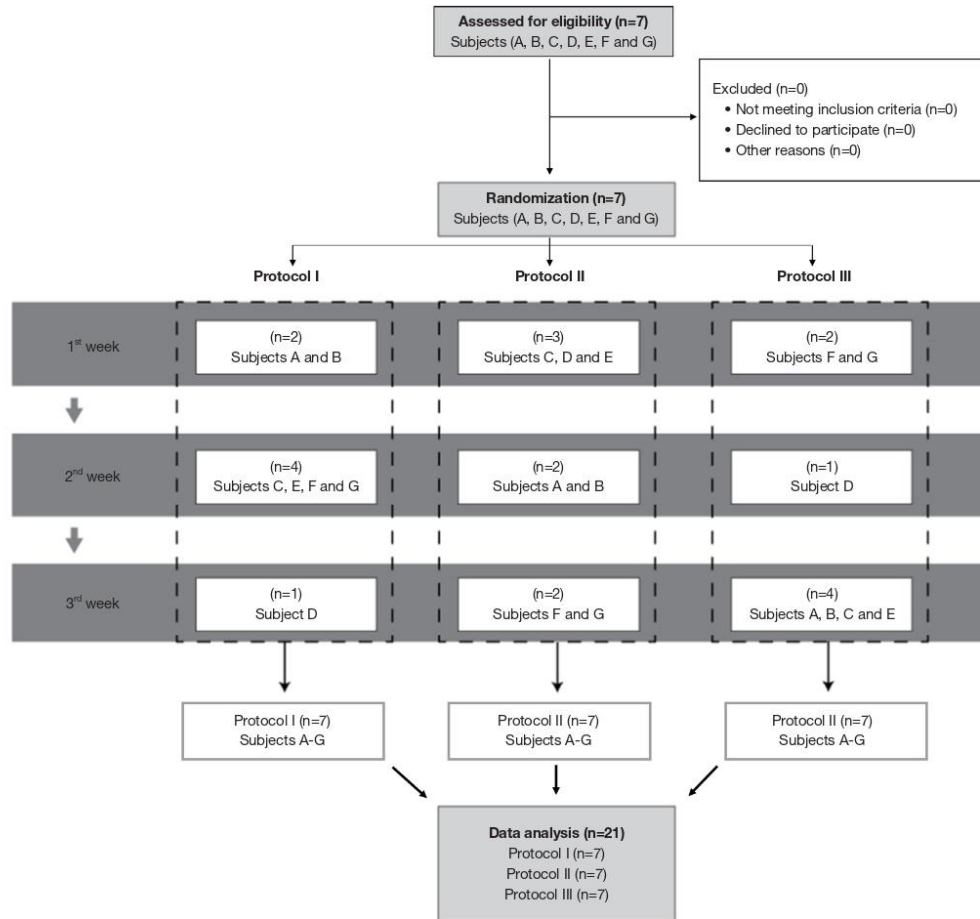 Assessed for eligibility (n=7)
Subjects (A, B, C, D, E, F and G)
Excluded (n=0)
• Not meeting inclusion criteria (n=0)
• Declined to participate (n=0)
• Other reasons (n=0)
Randomization (n=7)
Subjects (A, B, C, D, E, F and G)
Protocol I
Protocol II
Protocol III
1st week
(n=2)
Subjects A and B
(n=3)
Subjects C, D and E
(n=2)
Subjects F and G
2nd week
(n=4)
Subjects C, E, F and G
(n=2)
Subjects A and B
(n=1)
Subject D
3rd week
(n=1)
Subject D
(n=2)
Subjects F and G
(n=4)
Subjects A, B, C and E
Protocol I (n=7)
Subjects A-G
Protocol II (n=7)
Subjects A-G
Protocol II (n=7)
Subjects A-G
Data analysis (n=21)
Protocol I (n=7)
Protocol II (n=7)
Protocol III (n=7)